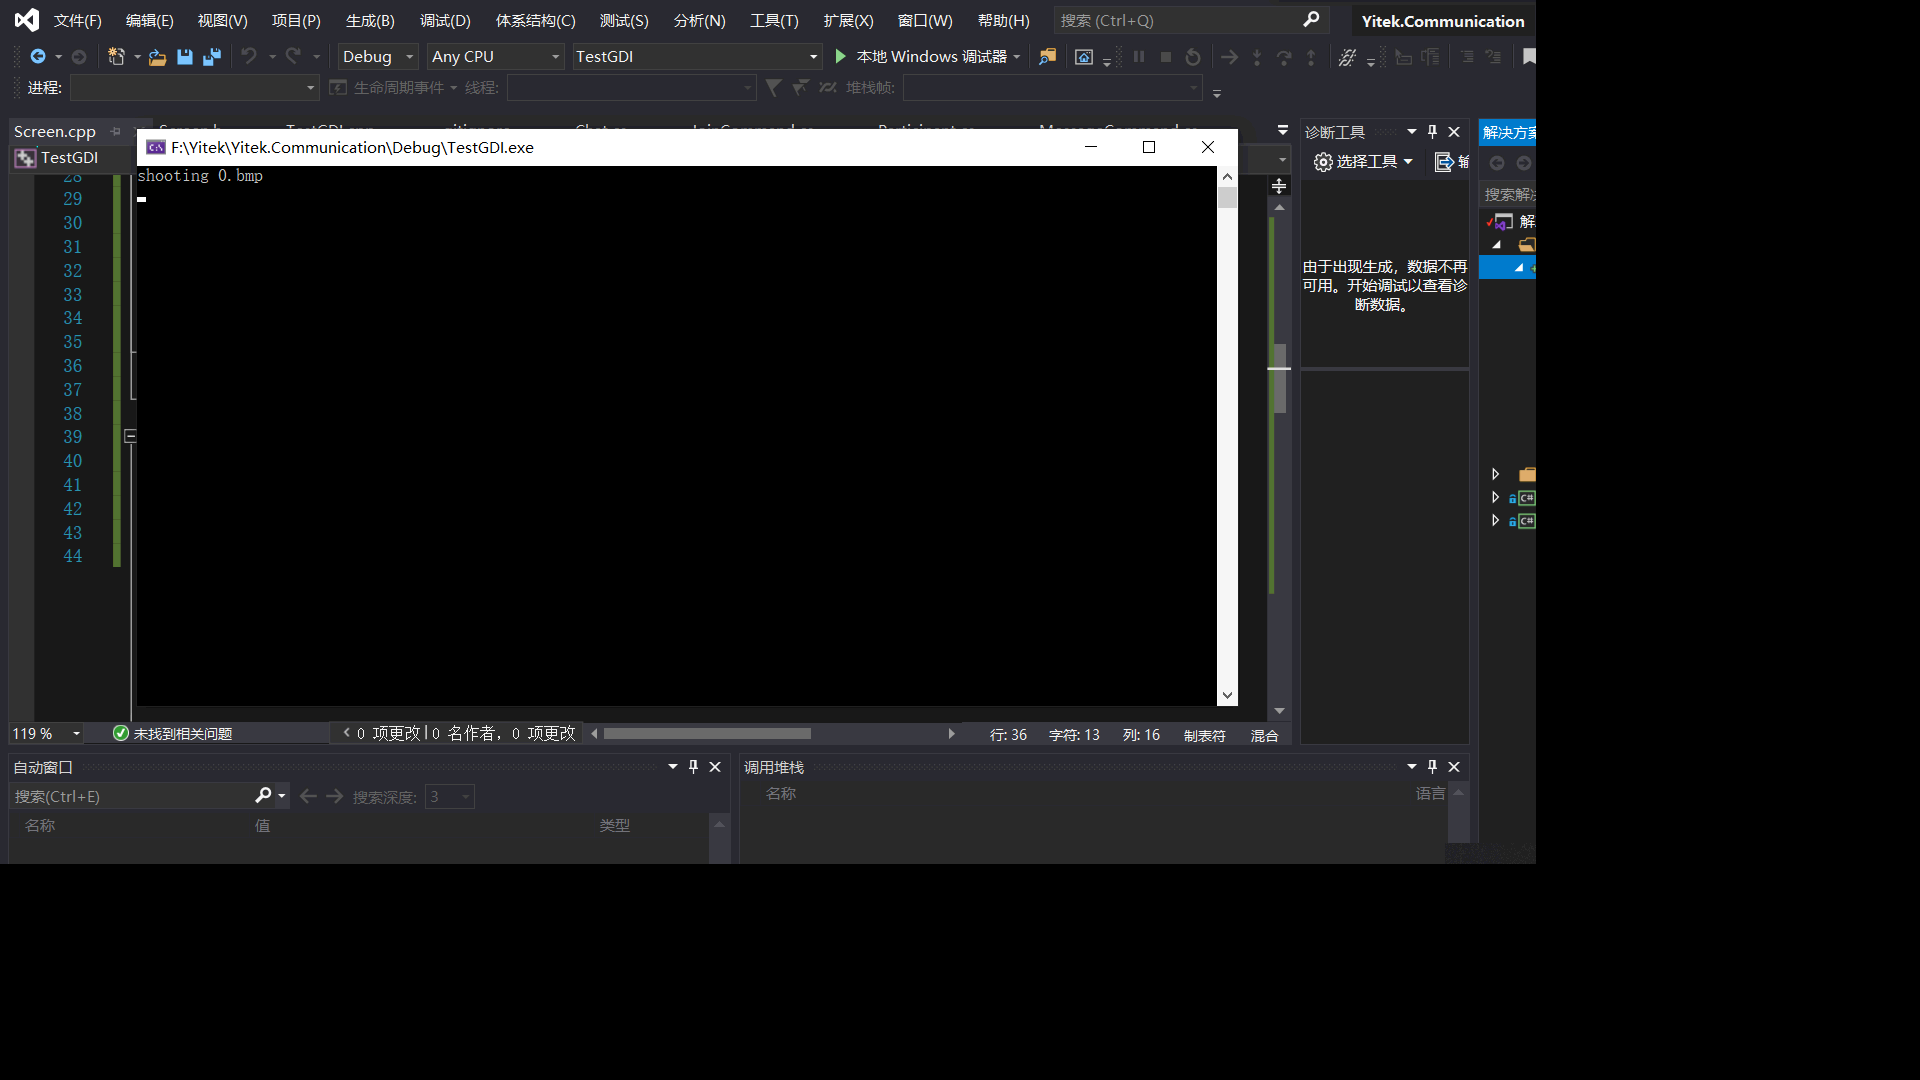 文件(F) 编辑(E) 视图(V) 项目(P) 生成(B) 调试(D) 体系结构(C) 测试(S) 分析(N) 工具(T) 扩展(X) 窗口(W) 帮助(H) 搜索 (Ctrl+Q) Yitek.Communication
Debug Any CPU TestGDI 本地 Windows 调试器
进程: 生命周期事件 线程: 堆栈帧:
Screen.cpp
诊断工具 解决方案
F:\Yitek\Yitek.Communication\Debug\TestGDI.exe
TestGDI
选择工具
shooting 0.bmp
28
29
30
31
32
33
34
35
36
37
38
39
40
41
42
43
44
搜索解决
由于出现生成，数据不再
可用。开始调试以查看诊
断数据。
C#
C#
119 % 未找到相关问题 0 项更改|0 名作者，0 项更改 行: 36 字符: 13 列: 16 制表符 混合
自动窗口
搜索(Ctrl+E) 搜索深度: 3
名称 值 类型
调用堆栈
名称 语言